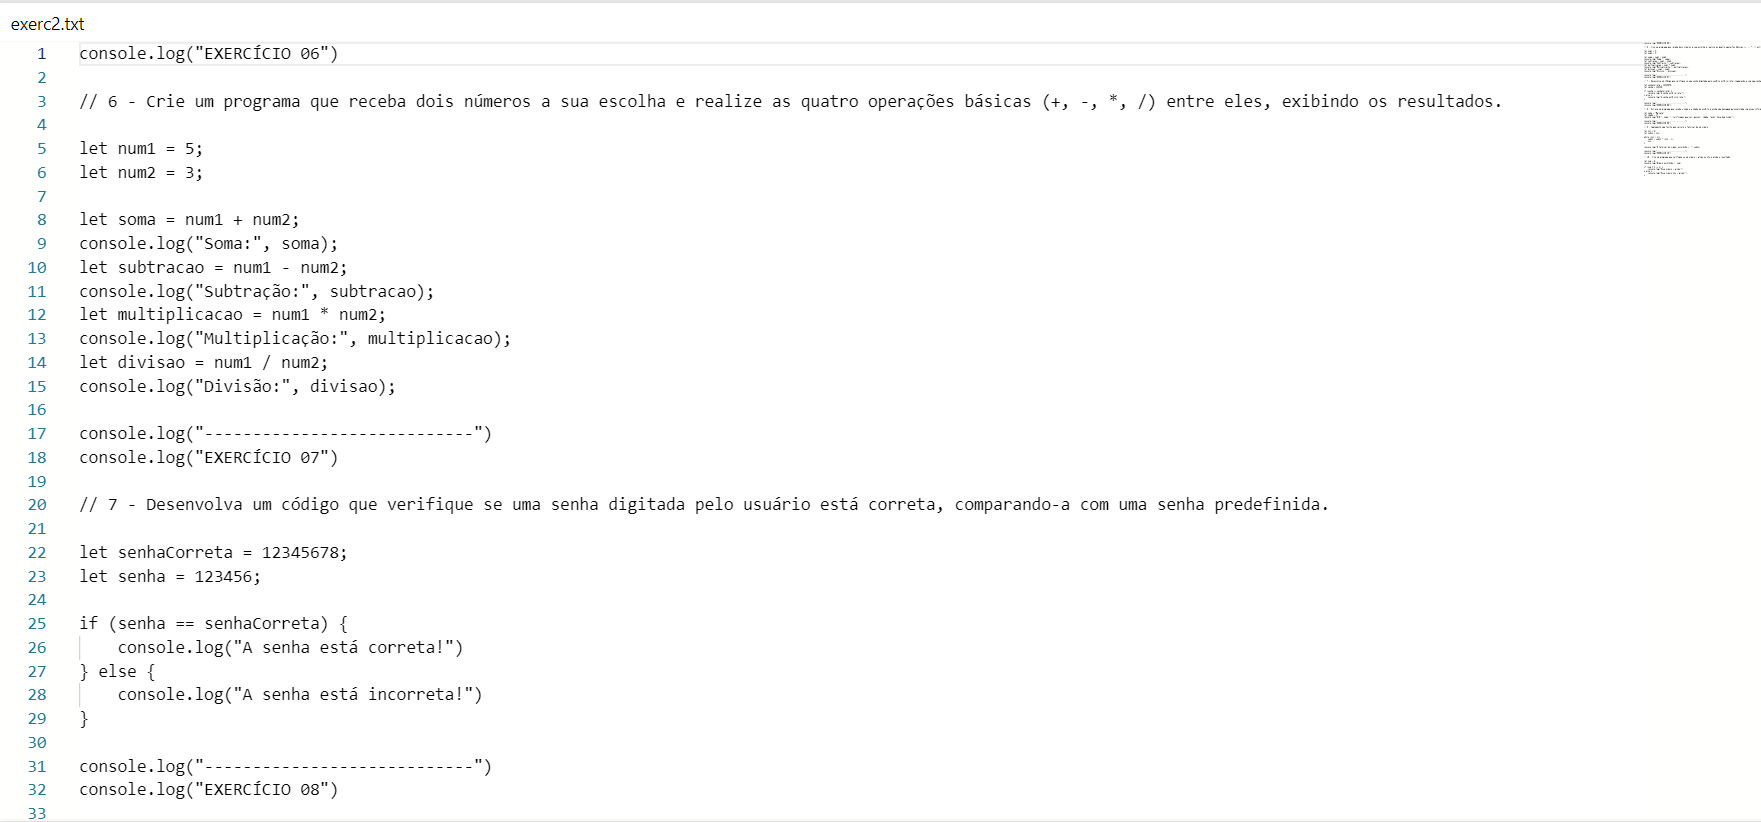 exerc2.txt
1 console.log("EXERCÍCIO 06")
2
3 // 6 - Crie um programa que receba dois números a sua escolha e realize as quatro operações básicas (+, -, *, /) entre eles, exibindo os resultados.
4
5 let num1 = 5;
6 let num2 = 3;
7
8 let soma = num1 + num2;
9 console.log("Soma:", soma);
10 let subtracao = num1 - num2;
11 console.log("Subtração:", subtracao);
12 let multiplicacao = num1 * num2;
13 console.log("Multiplicação:", multiplicacao);
14 let divisao = num1 / num2;
15 console.log("Divisão:", divisao);
16
17 console.log("----------------------------")
18 console.log("EXERCÍCIO 07")
19
20 // 7 - Desenvolva um código que verifique se uma senha digitada pelo usuário está correta, comparando-a com uma senha predefinida.
21
22 let senhaCorreta = 12345678;
23 let senha = 123456;
24
25 if (senha == senhaCorreta) {
26     console.log("A senha está correta!")
27 } else {
28     console.log("A senha está incorreta!")
29 }
30
31 console.log("----------------------------")
32 console.log("EXERCÍCIO 08")
33